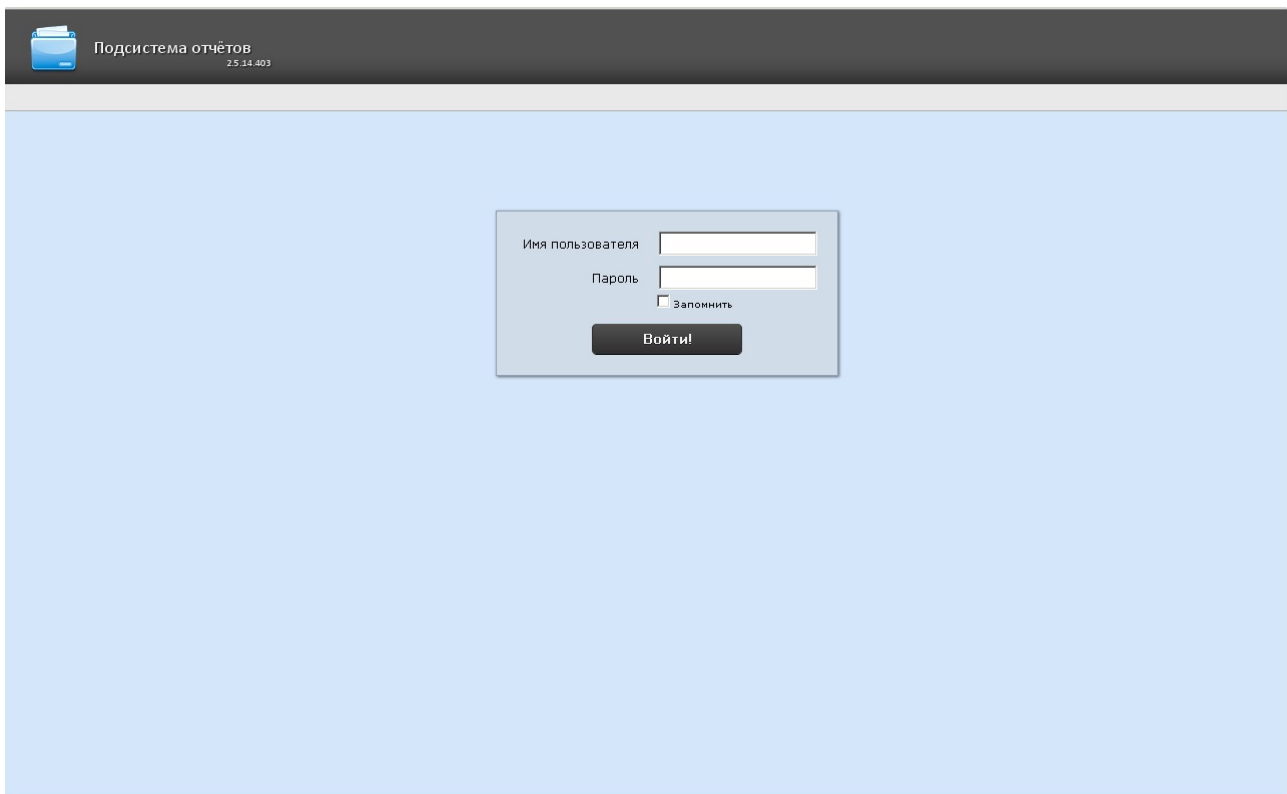 Подсистема отчётов
2.5.14.403
Имя пользователя
Пароль
Запомнить
Войти!